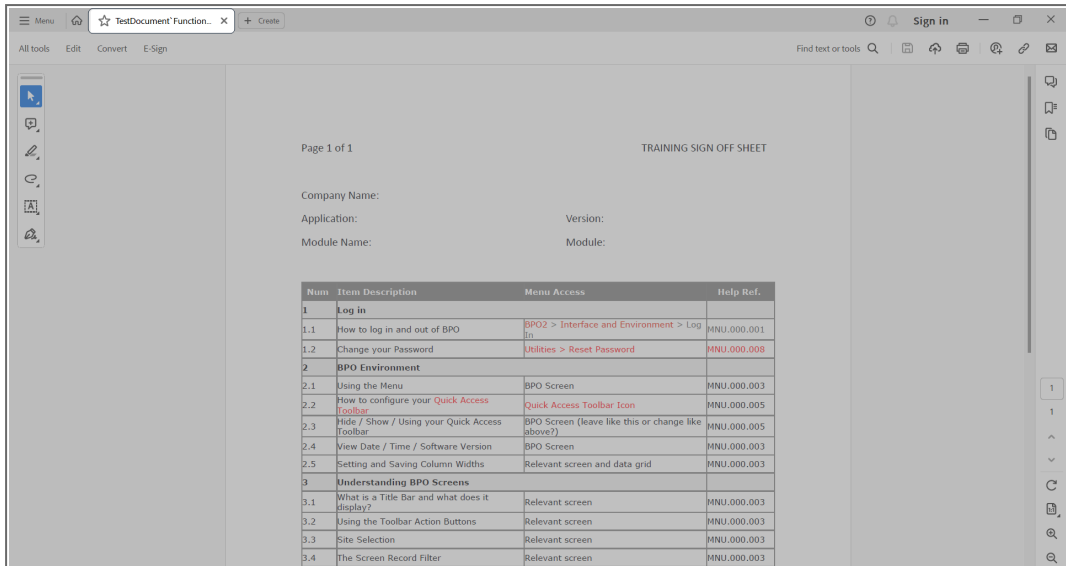 Menu TestDocument`Function... × + Create Sign in
All tools Edit Convert E-Sign Find text or tools
Page 1 of 1 TRAINING SIGN OFF SHEET
Company Name:
Application: Version:
Module Name: Module:
Num Item Description Menu Access Help Ref.
1 Log in
1.1 How to log in and out of BPO BPO2 > Interface and Environment > Log In MNU.000.001
1.2 Change your Password Utilities > Reset Password MNU.000.008
2 BPO Environment
2.1 Using the Menu BPO Screen MNU.000.003
2.2 How to configure your Quick Access Toolbar Quick Access Toolbar Icon MNU.000.005
2.3 Hide / Show / Using your Quick Access Toolbar BPO Screen (leave like this or change like above?) MNU.000.005
2.4 View Date / Time / Software Version BPO Screen MNU.000.003
2.5 Setting and Saving Column Widths Relevant screen and data grid MNU.000.003
3 Understanding BPO Screens
3.1 What is a Title Bar and what does it display? Relevant screen MNU.000.003
3.2 Using the Toolbar Action Buttons Relevant screen MNU.000.003
3.3 Site Selection Relevant screen MNU.000.003
3.4 The Screen Record Filter Relevant screen MNU.000.003
1
1